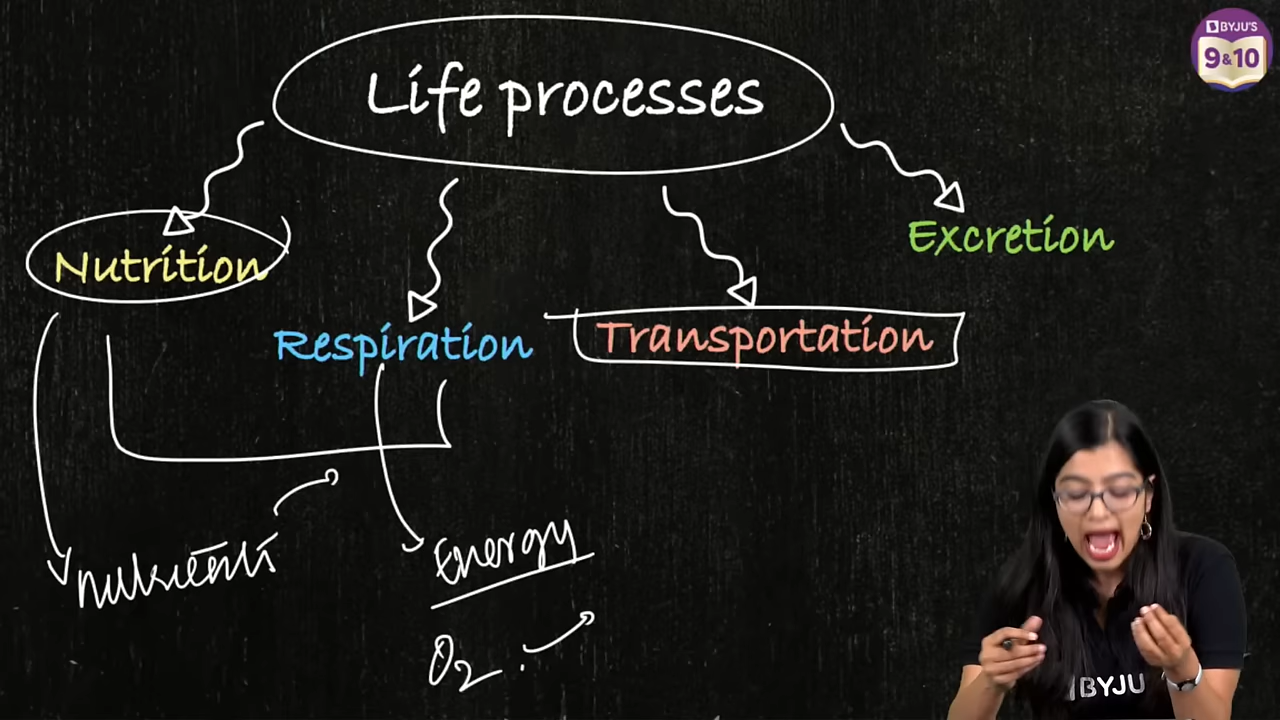 BYJU'S
9&10
Life processes
Nutrition
Respiration
Transportation
Excretion
nutrients
Energy
O2
BYJU